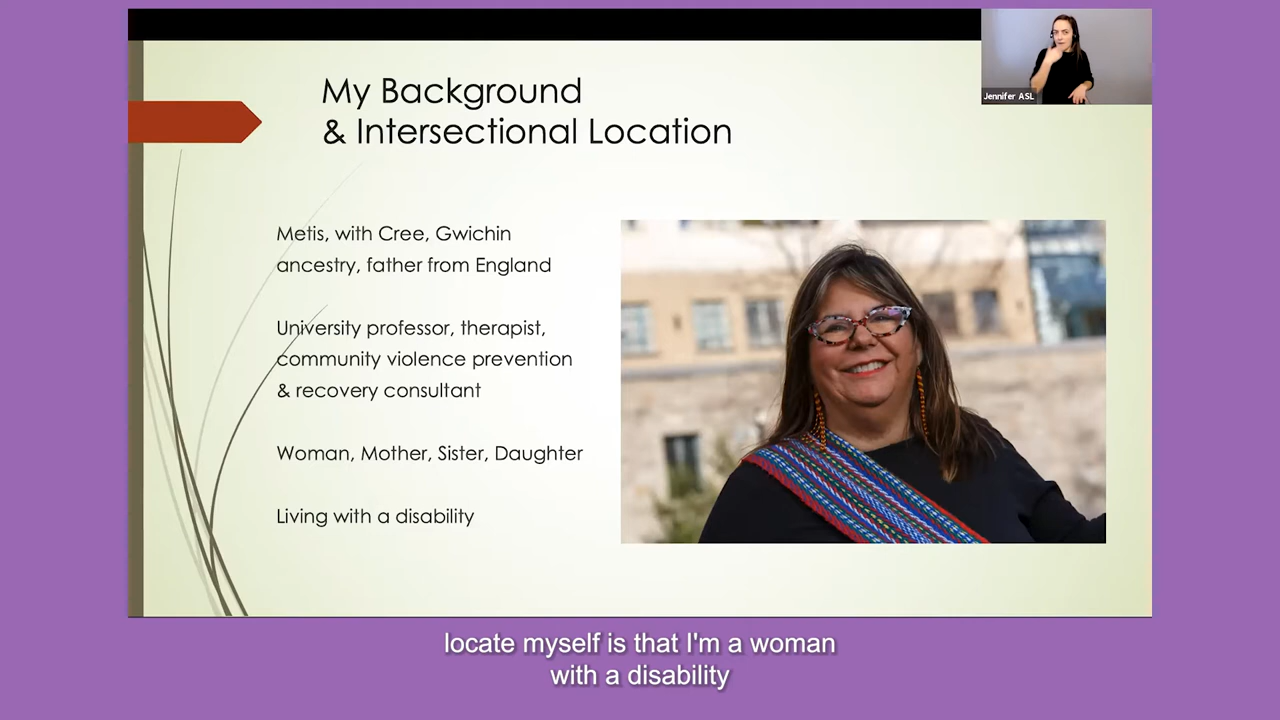 My Background
& Intersectional Location
Jennifer ASL
Metis, with Cree, Gwichin
ancestry, father from England
University professor, therapist,
community violence prevention
& recovery consultant
Woman, Mother, Sister, Daughter
Living with a disability
locate myself is that I'm a woman
with a disability